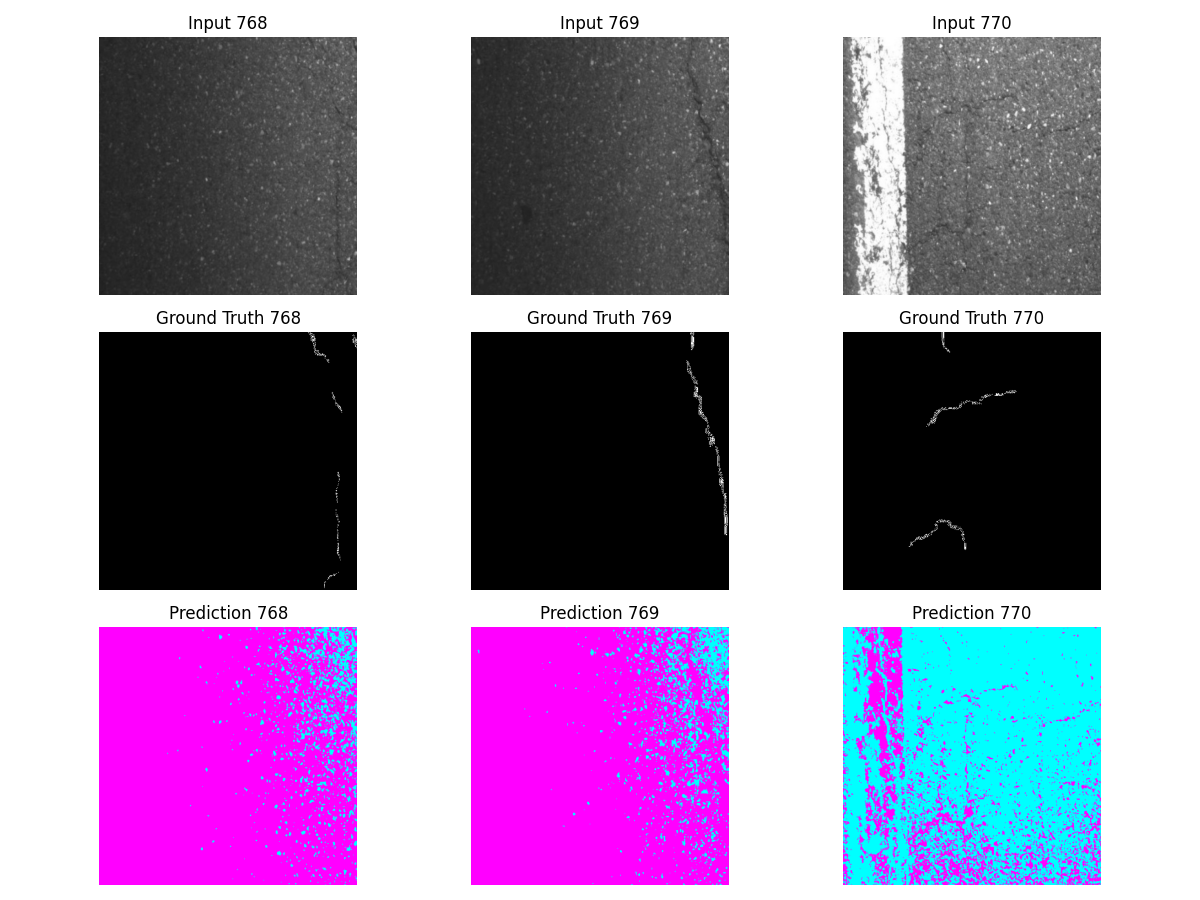 Input 768
Input 769
Input 770
Ground Truth 768
Ground Truth 769
Ground Truth 770
Prediction 768
Prediction 769
Prediction 770